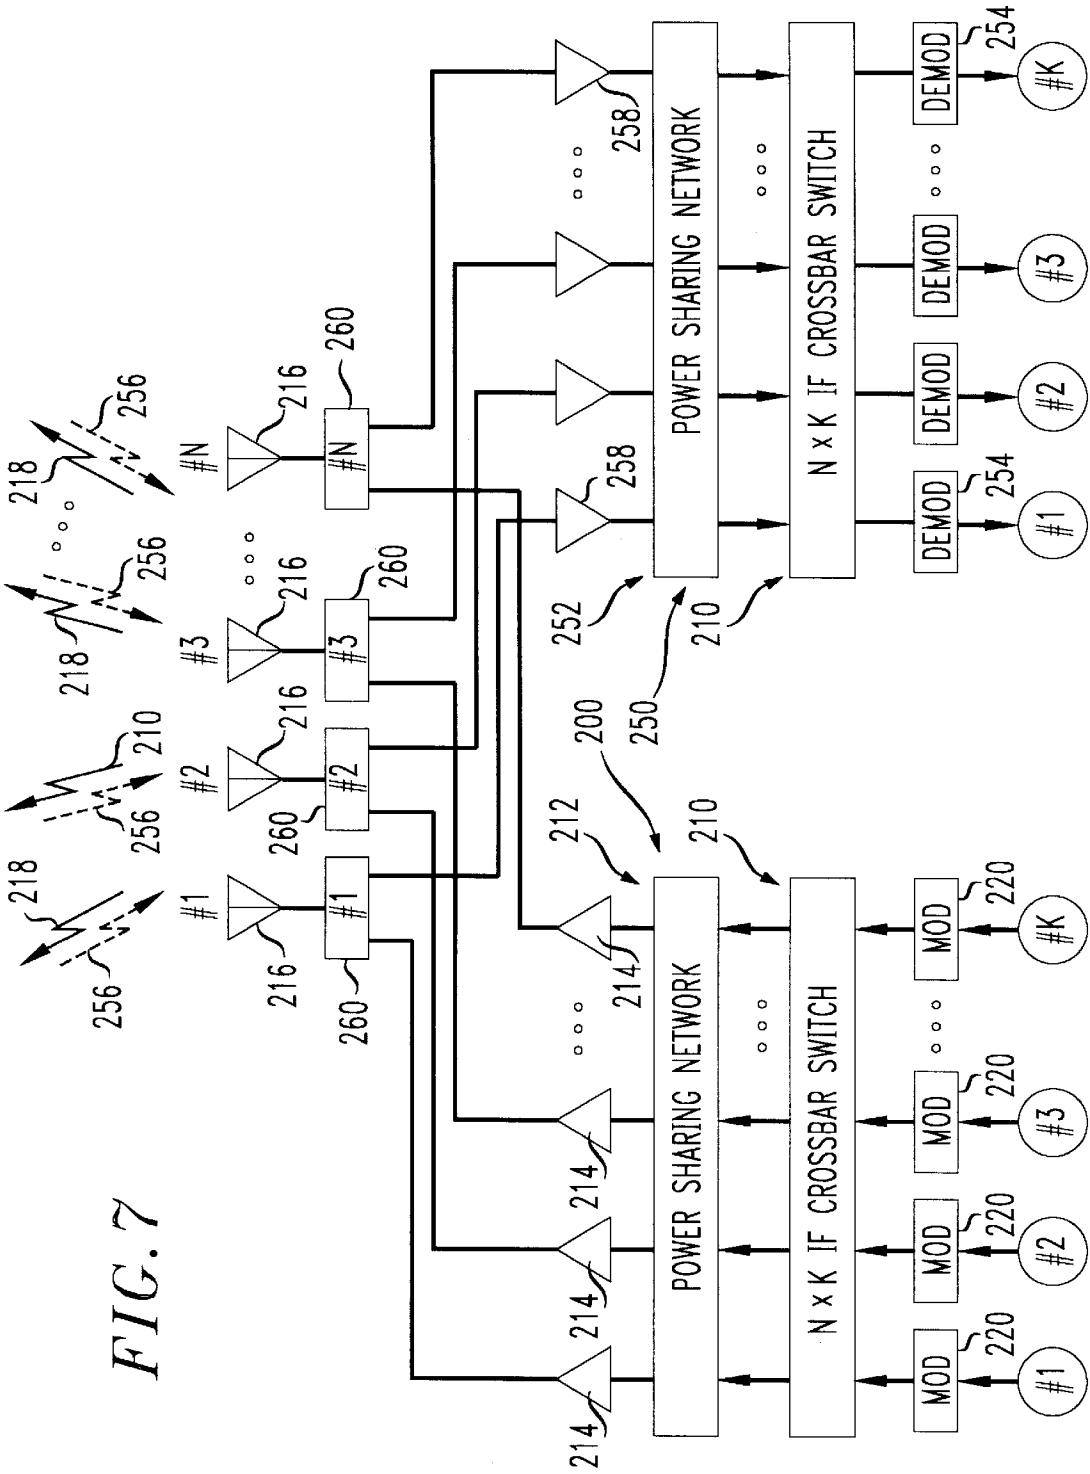 218
218
218
256
256
210
256
256
FIG. 7
#1
#2
#3
#N
216
216
216
216
260
260
260
260
#1
#2
#3
#N
214
214
214
214
212
200
250
252
258
258
POWER SHARING NETWORK
POWER SHARING NETWORK
210
210
N x K IF CROSSBAR SWITCH
N x K IF CROSSBAR SWITCH
MOD
220
MOD
220
MOD
220
MOD
220
DEMOD
254
DEMOD
DEMOD
DEMOD
254
#1
#2
#3
#K
#1
#2
#3
#K